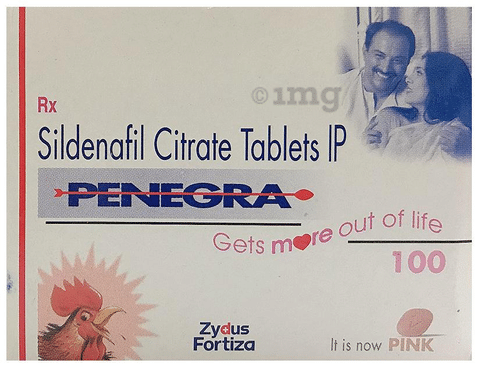 © 1mg
Rx
Sildenafil Citrate Tablets IP
PENEGRA
Gets more out of life
100
Zydus
Fortiza
It is now PINK